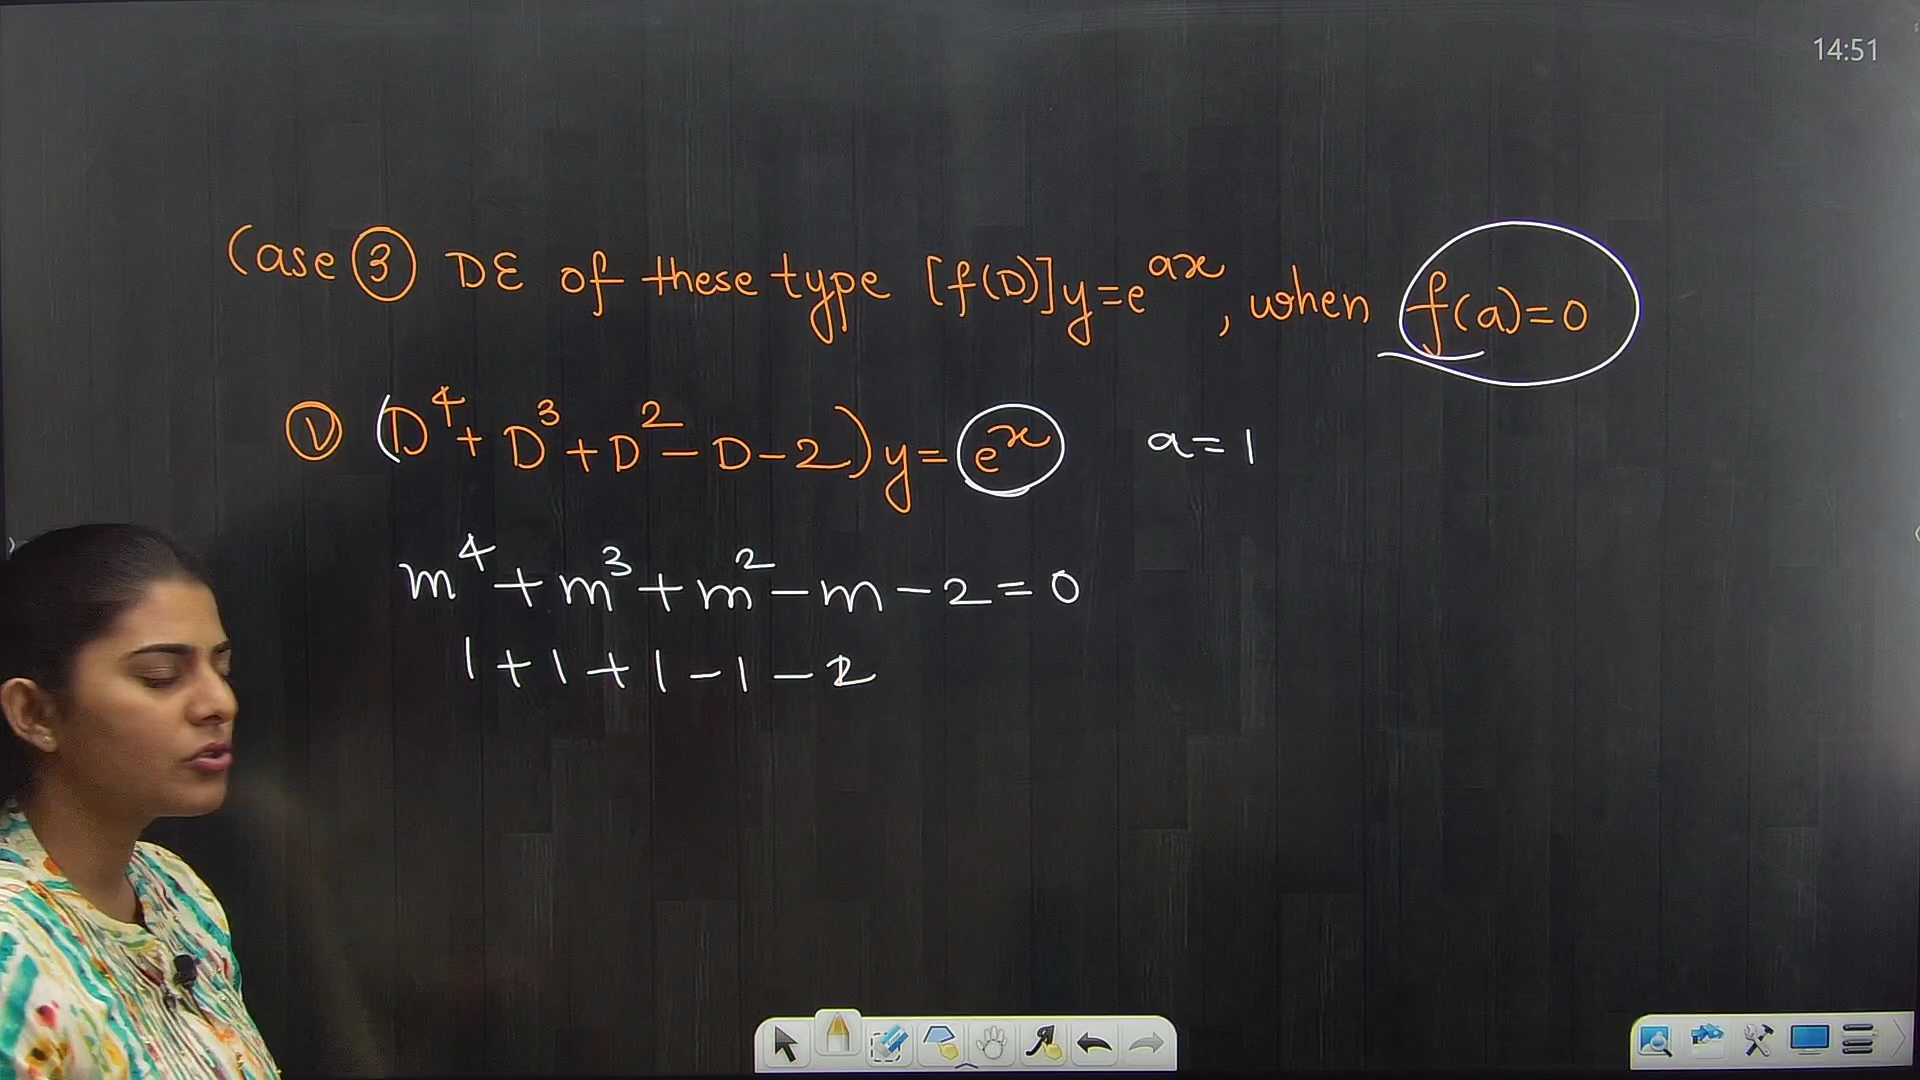 14:51
Case ③ DE of these type [f(D)]y=e^{ax}, when f(a)=0
Ⓥ (D⁴+D³+D²-D-2)y=e^x a=1
m⁴+m³+m²-m-2=0
1+1+1-1-2